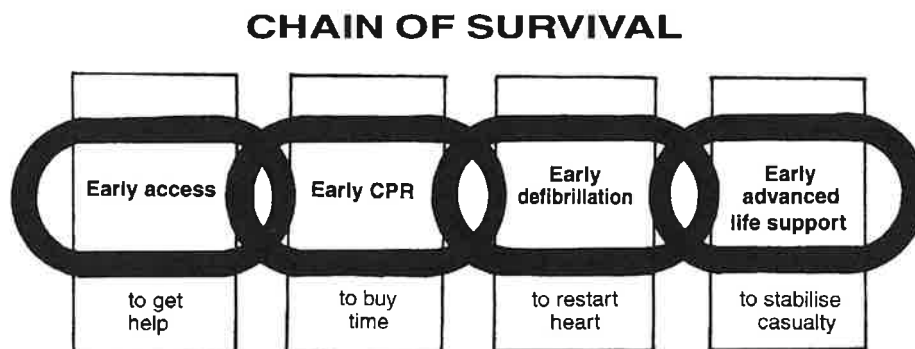 CHAIN OF SURVIVAL
Early access
Early CPR
Early
defibrillation
Early
advanced
life support
to get
help
to buy
time
to restart
heart
to stabilise
casualty